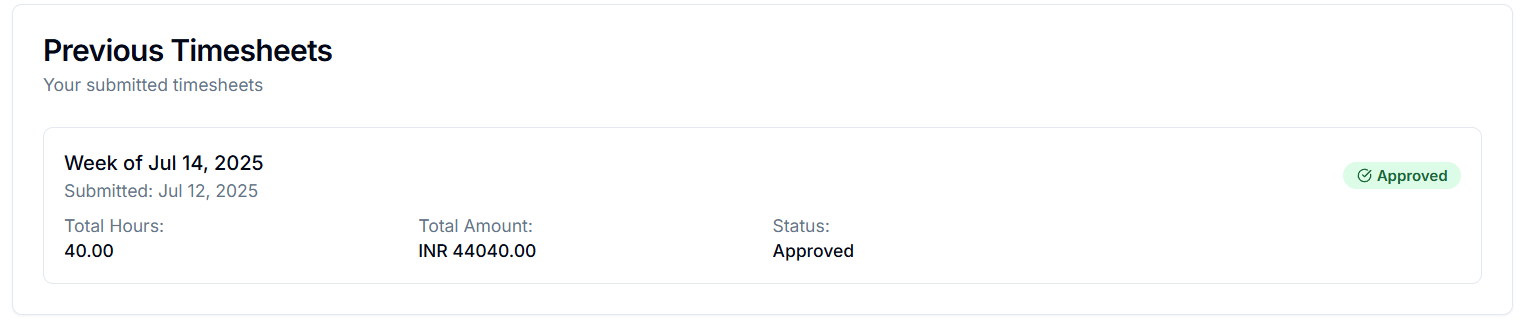 Previous Timesheets
Your submitted timesheets
Week of Jul 14, 2025
Approved
Submitted: Jul 12, 2025
Total Hours: Total Amount: Status:
40.00 INR 44040.00 Approved